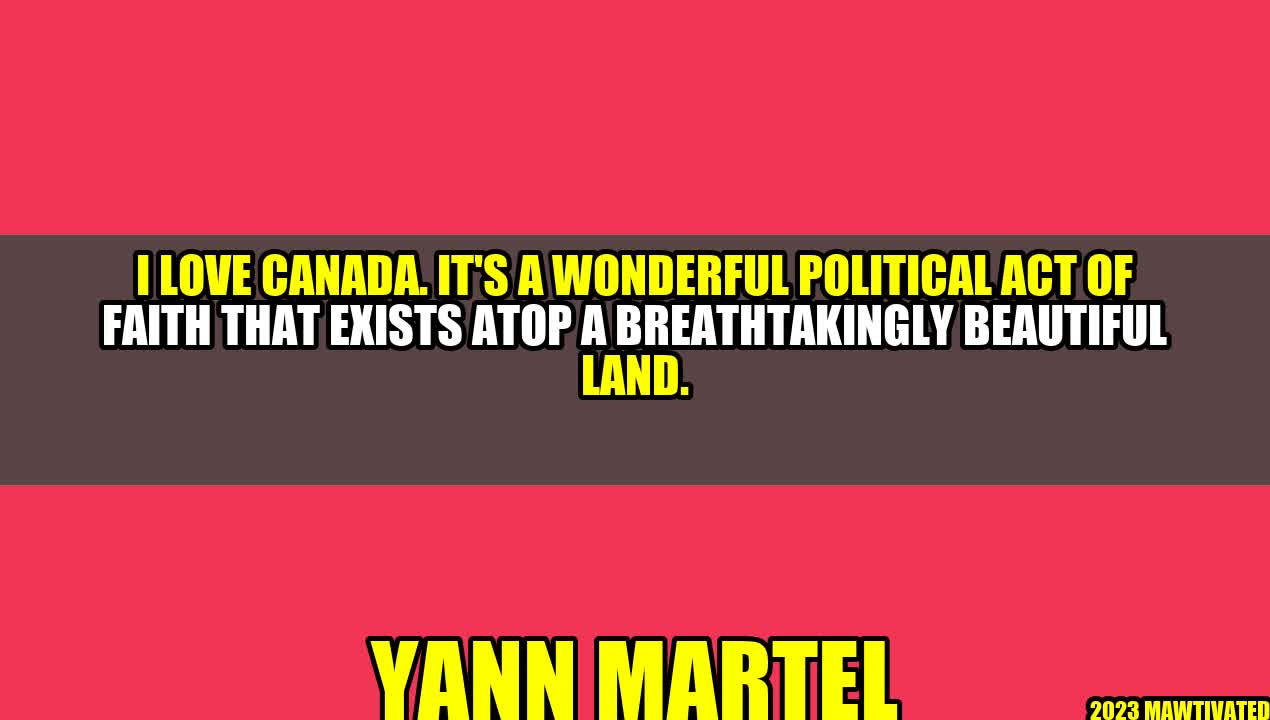 I LOVE CANADA. IT'S A WONDERFUL POLITICAL ACT OF
FAITH THAT EXISTS ATOP A BREATHTAKINGLY BEAUTIFUL
LAND.
YANN MARTEL
2023 MAWTIVATED